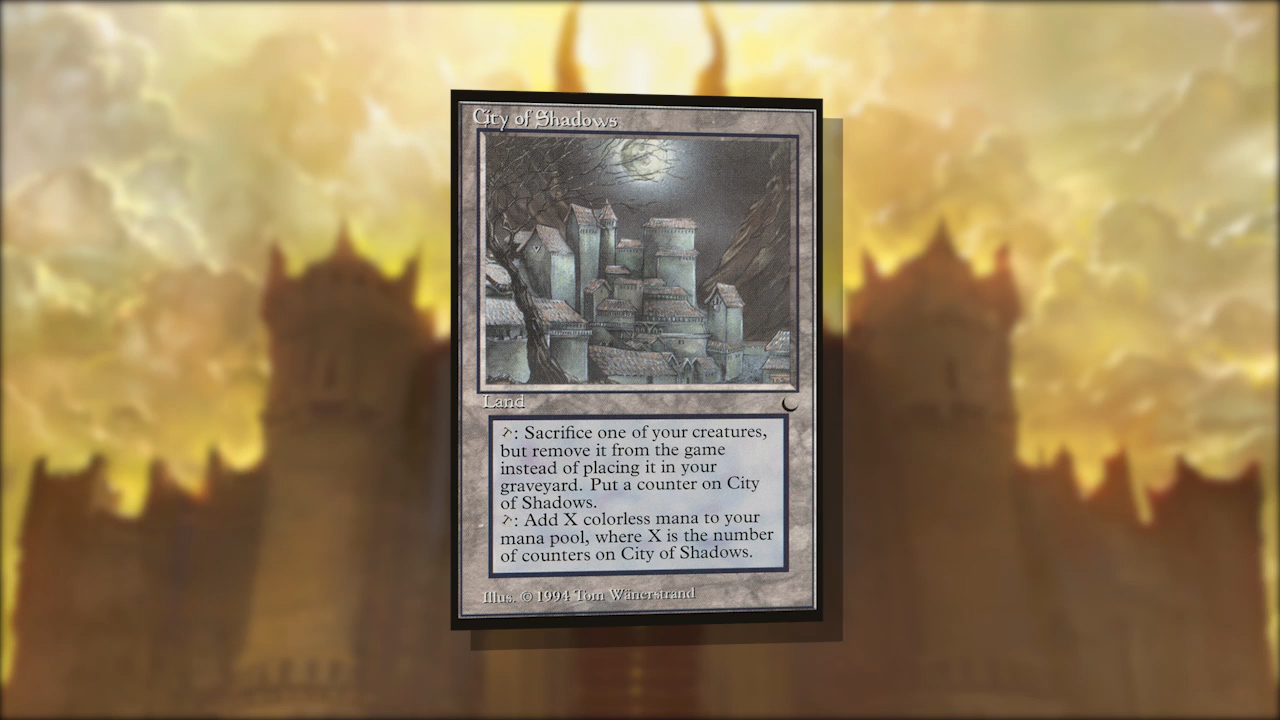 City of Shadows
Land
: Sacrifice one of your creatures,
but remove it from the game
instead of placing it in your
graveyard. Put a counter on City
of Shadows.
: Add X colorless mana to your
mana pool, where X is the number
of counters on City of Shadows.
Illus. © 1994 Tom Wänerstrand